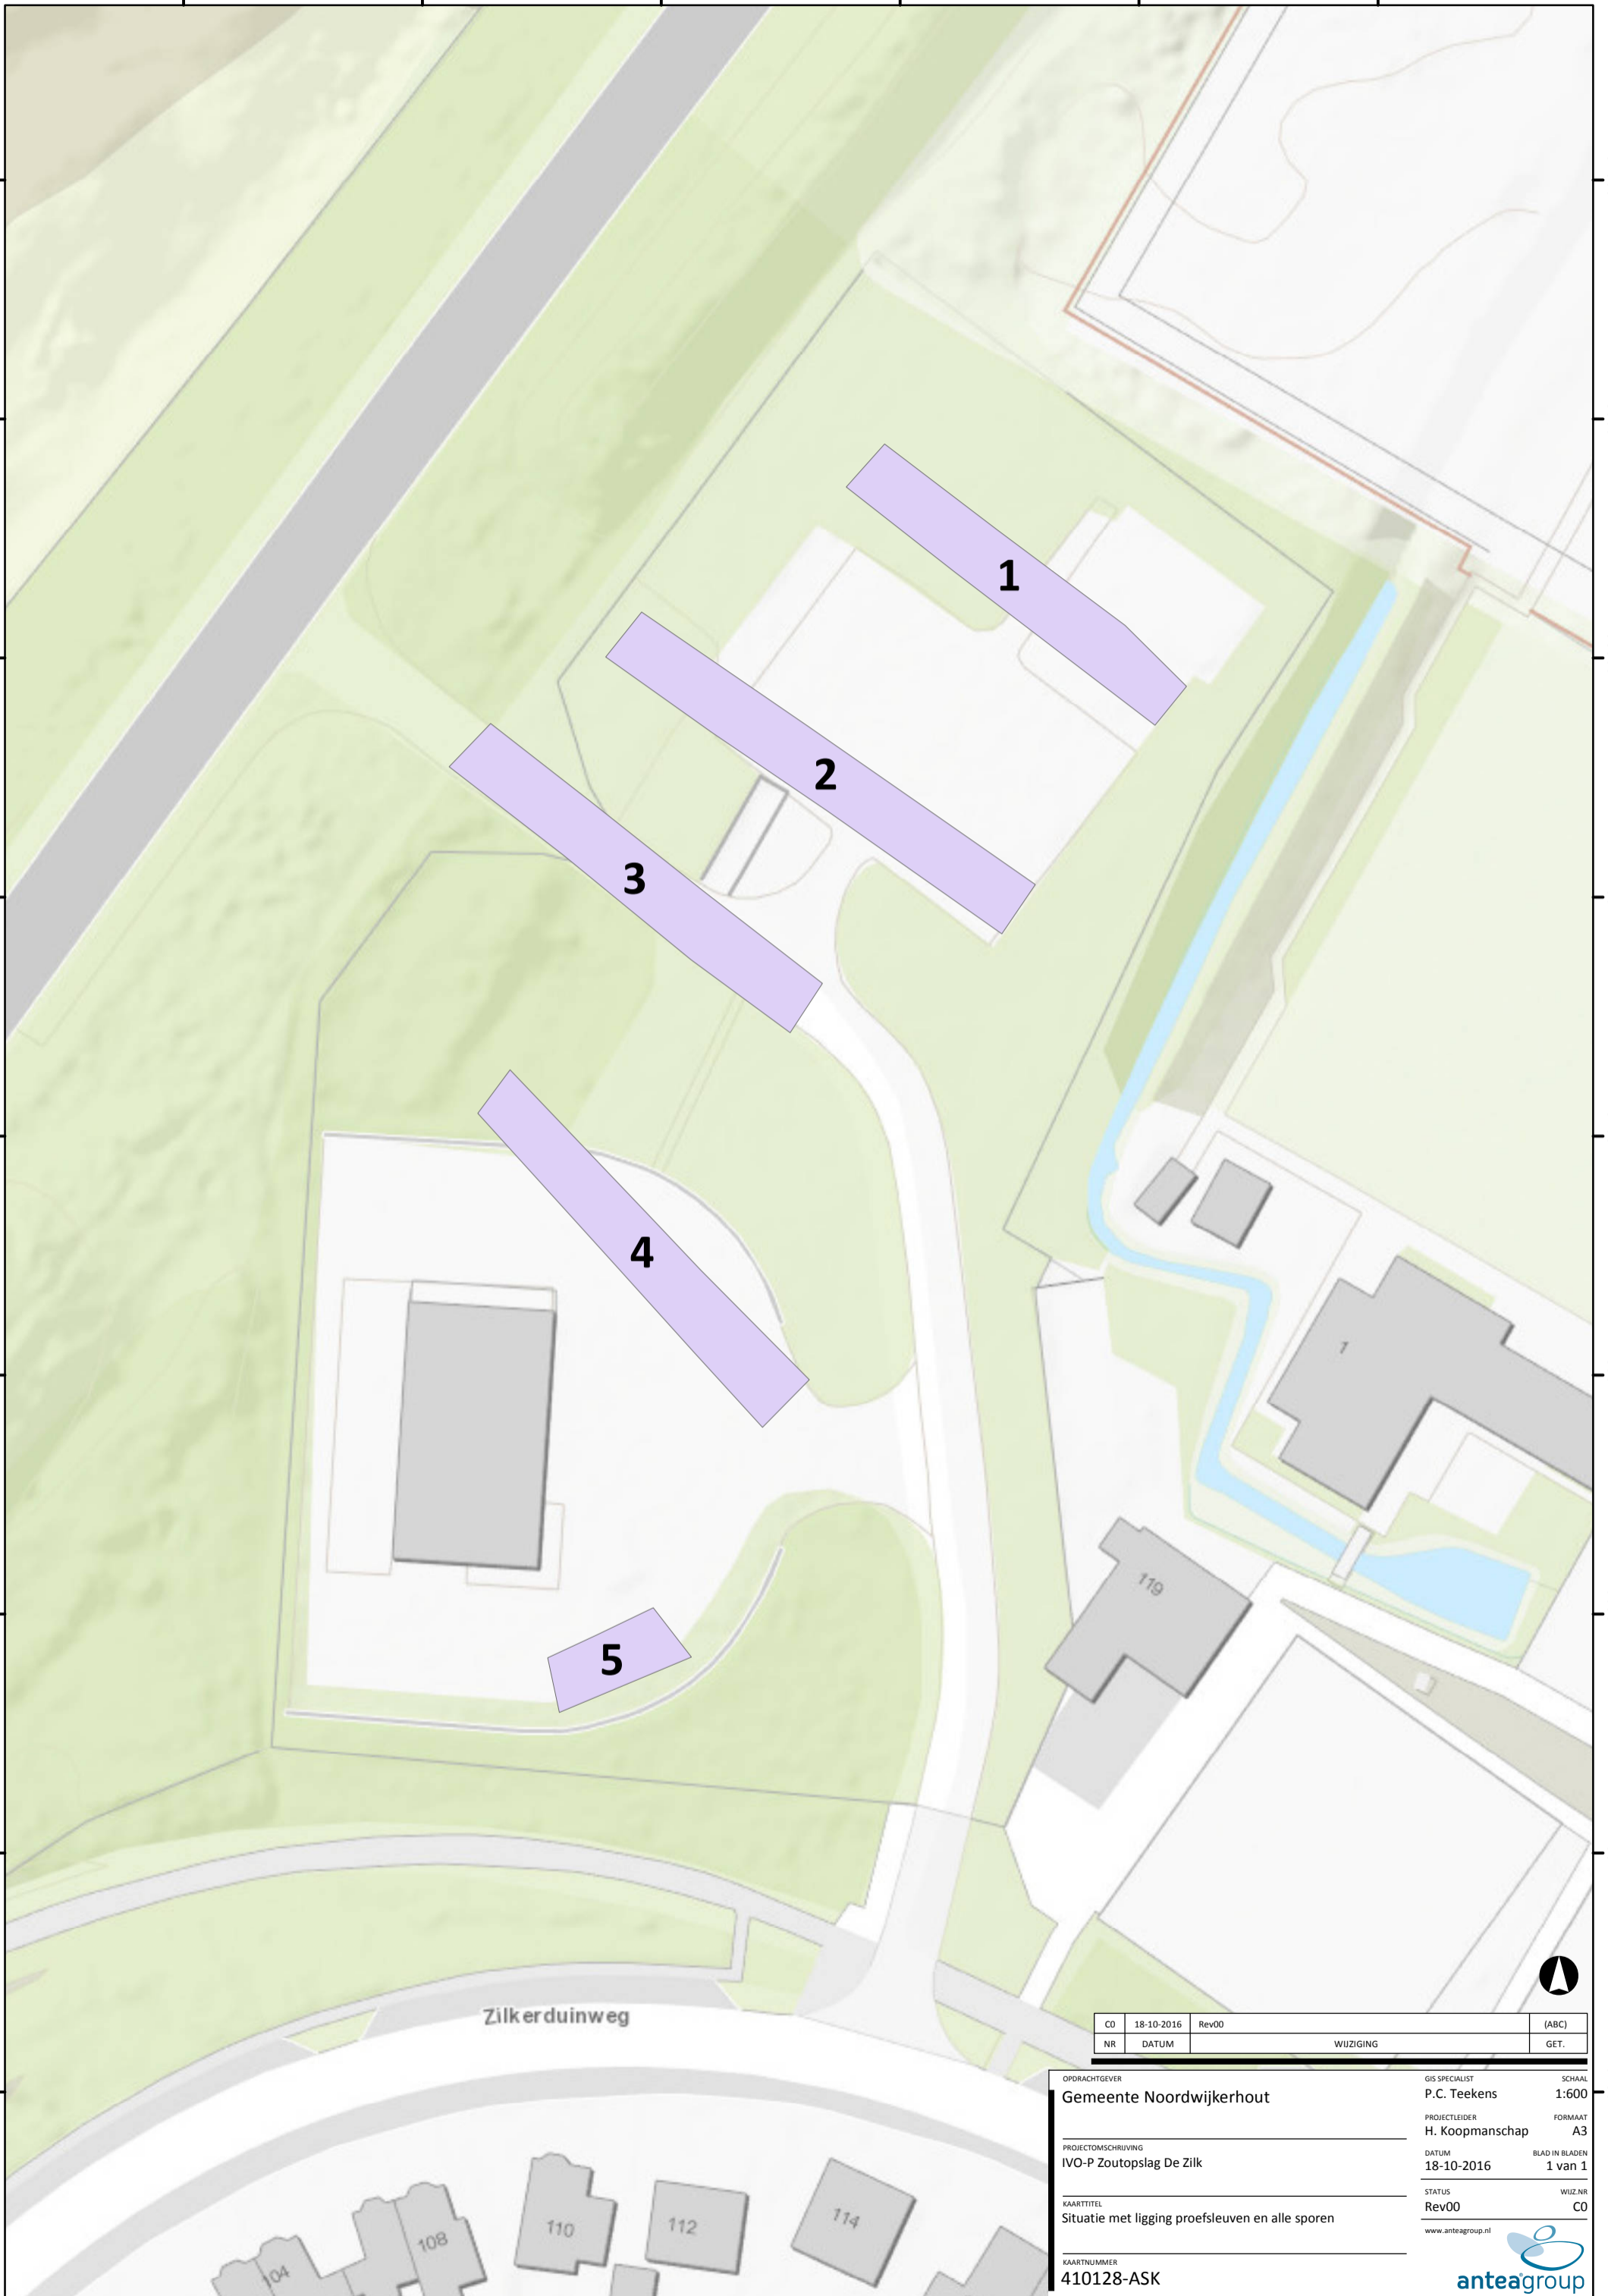 1
2
3
4
5
1
119
Zilkerduinweg
104
108
110
112
114
C0 18-10-2016 Rev00 (ABC)
NR DATUM WIJZIGING GET.
OPDRACHTGEVER
Gemeente Noordwijkerhout
PROJECTOMSCHRIJVING
IVO-P Zoutopslag De Zilk
KAARTTITEL
Situatie met ligging proefsleuven en alle sporen
KAARTNUMMER
410128-ASK
GIS SPECIALIST SCHAAL
P.C. Teekens 1:600
PROJECTLEIDER FORMAAT
H. Koopmanschap A3
DATUM BLAD IN BLADEN
18-10-2016 1 van 1
STATUS WIJZ.NR
Rev00 C0
www.anteagroup.nl
anteagroup